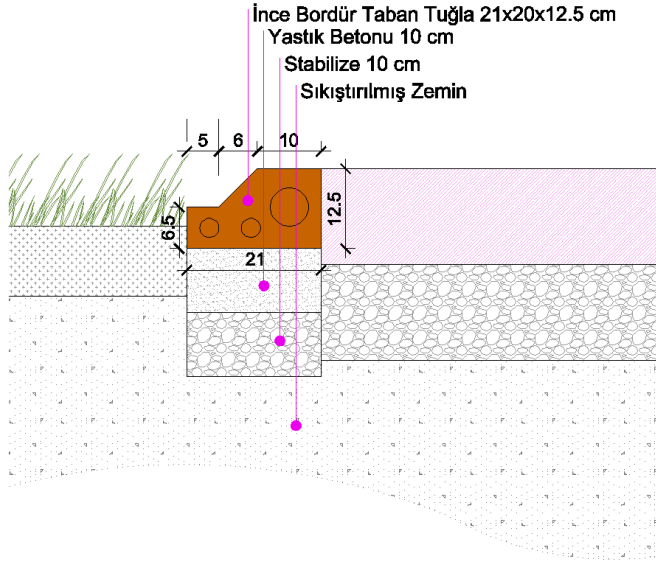 İnce Bordür Taban Tuğla 21x20x12.5 cm
Yastık Betonu 10 cm
Stabilize 10 cm
Sıkıştırılmış Zemin
5 6 10
12.5
6.5
21